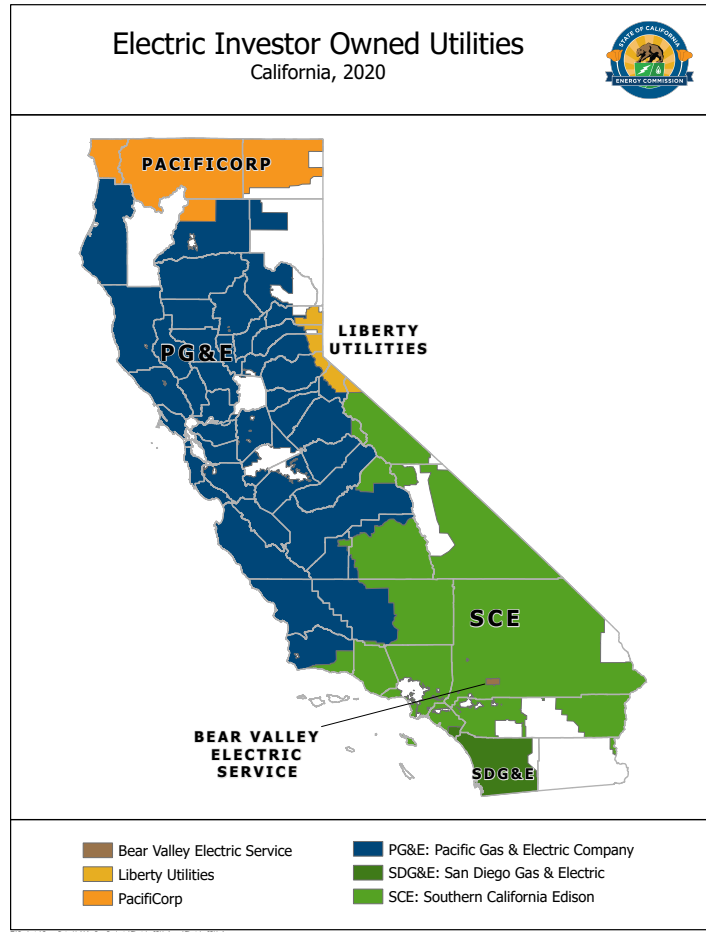 Electric Investor Owned Utilities
California, 2020
STATE OF CALIFORNIA
ENERGY COMMISSION
PACIFICORP
LIBERTY
UTILITIES
PG&E
SCE
BEAR VALLEY
ELECTRIC
SERVICE
SDG&E
Bear Valley Electric Service
Liberty Utilities
PacifiCorp
PG&E: Pacific Gas & Electric Company
SDG&E: San Diego Gas & Electric
SCE: Southern California Edison